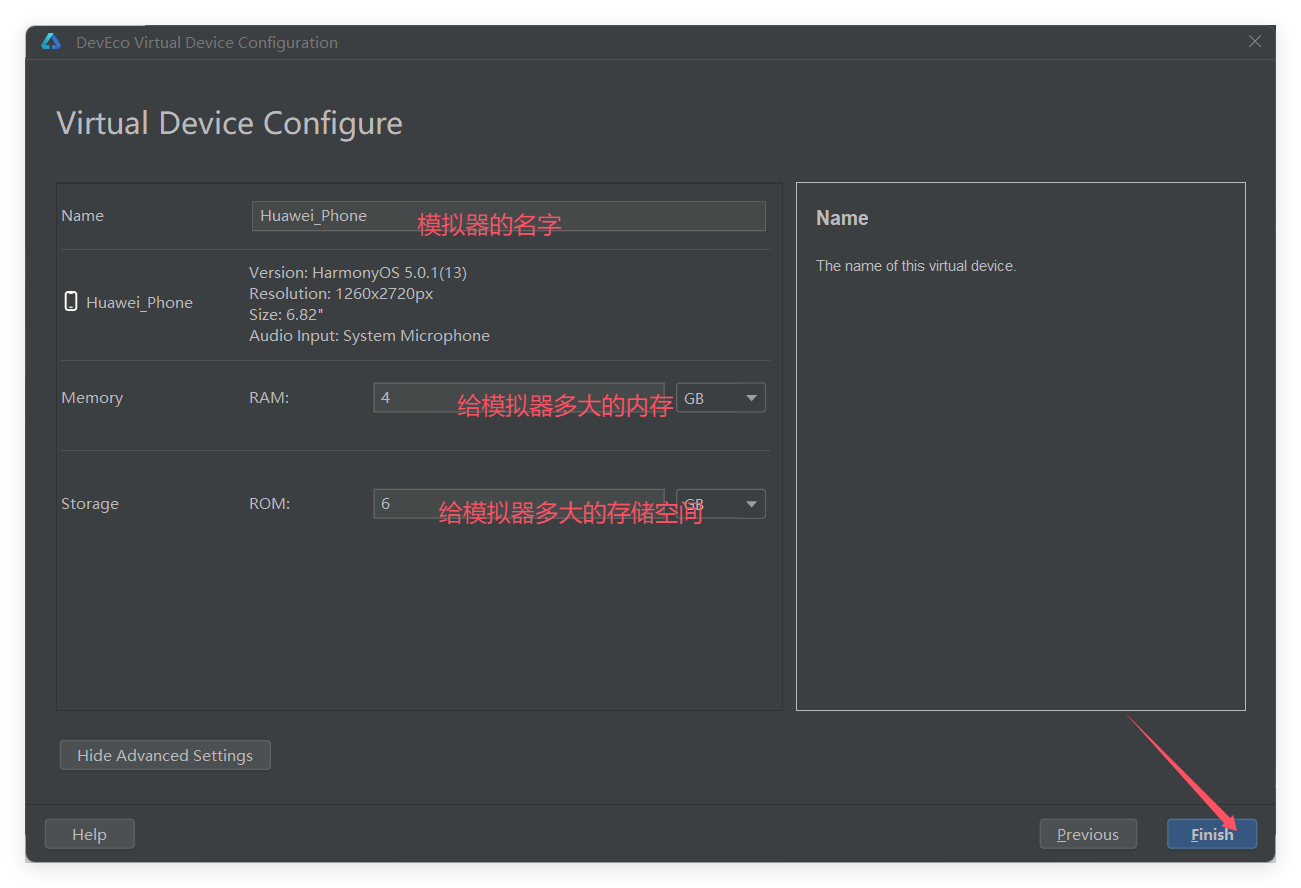 DevEco Virtual Device Configuration
Virtual Device Configure
Name
Huawei_Phone
模拟器的名字
Huawei_Phone
Version: HarmonyOS 5.0.1(13)
Resolution: 1260x2720px
Size: 6.82"
Audio Input: System Microphone
Memory
RAM:
4
给模拟器多大的内存
GB
Storage
ROM:
6
给模拟器多大的存储空间
GB
Name
The name of this virtual device.
Hide Advanced Settings
Help
Previous
Finish